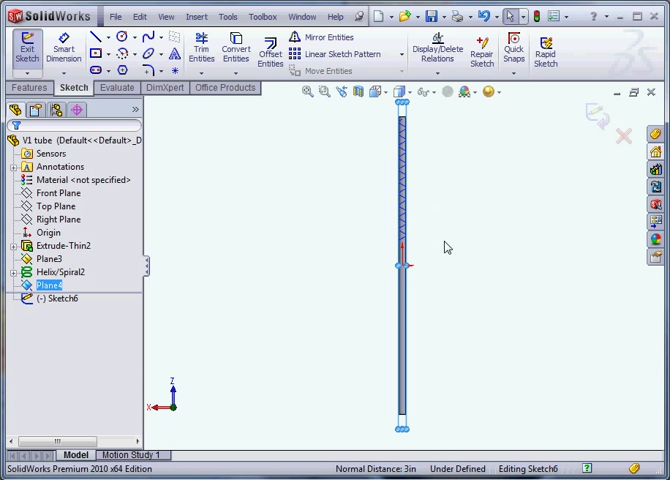 SolidWorks File Edit View Insert Tools Toolbox Window Help
Exit Sketch
Smart Dimension
Trim Entities
Convert Entities
Offset Entities
Mirror Entities
Linear Sketch Pattern
Move Entities
Display/Delete Relations
Repair Sketch
Quick Snaps
Rapid Sketch
Features Sketch Evaluate DimXpert Office Products
V1 tube (Default<<Default>_D
Sensors
Annotations
Material <not specified>
Front Plane
Top Plane
Right Plane
Origin
Extrude-Thin2
Plane3
Helix/Spiral2
Plane4
(-) Sketch6
Z
X
Model Motion Study 1
SolidWorks Premium 2010 x64 Edition Normal Distance: 3in Under Defined Editing Sketch6 ?